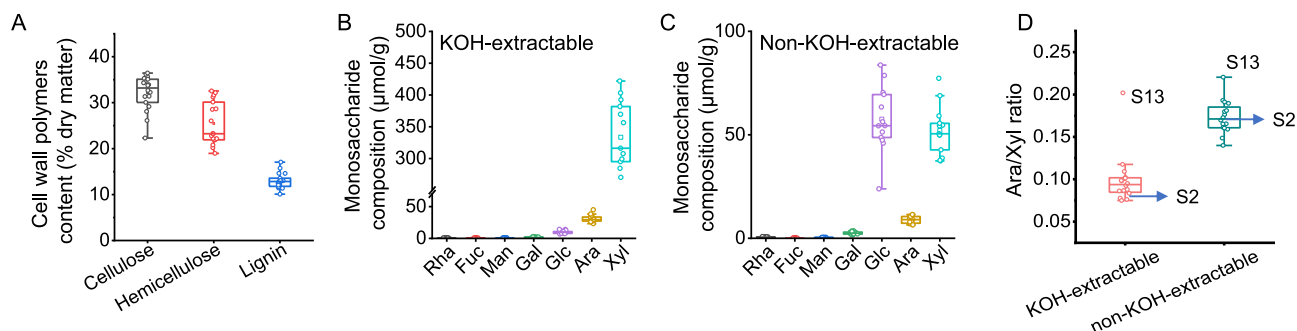 A
Cell wall polymers
content (% dry matter)
40
30
20
10
0
Cellulose
Hemicellulose
Lignin
B
KOH-extractable
Monosaccharide
composition (μmol/g)
500
450
400
350
300
50
0
Rha
Fuc
Man
Gal
Glc
Ara
Xyl
C
Non-KOH-extractable
Monosaccharide
composition (μmol/g)
100
50
0
Rha
Fuc
Man
Gal
Glc
Ara
Xyl
D
Ara/Xyl ratio
0.25
0.20
0.15
0.10
0.05
S13
S13
S2
S2
KOH-extractable
non-KOH-extractable